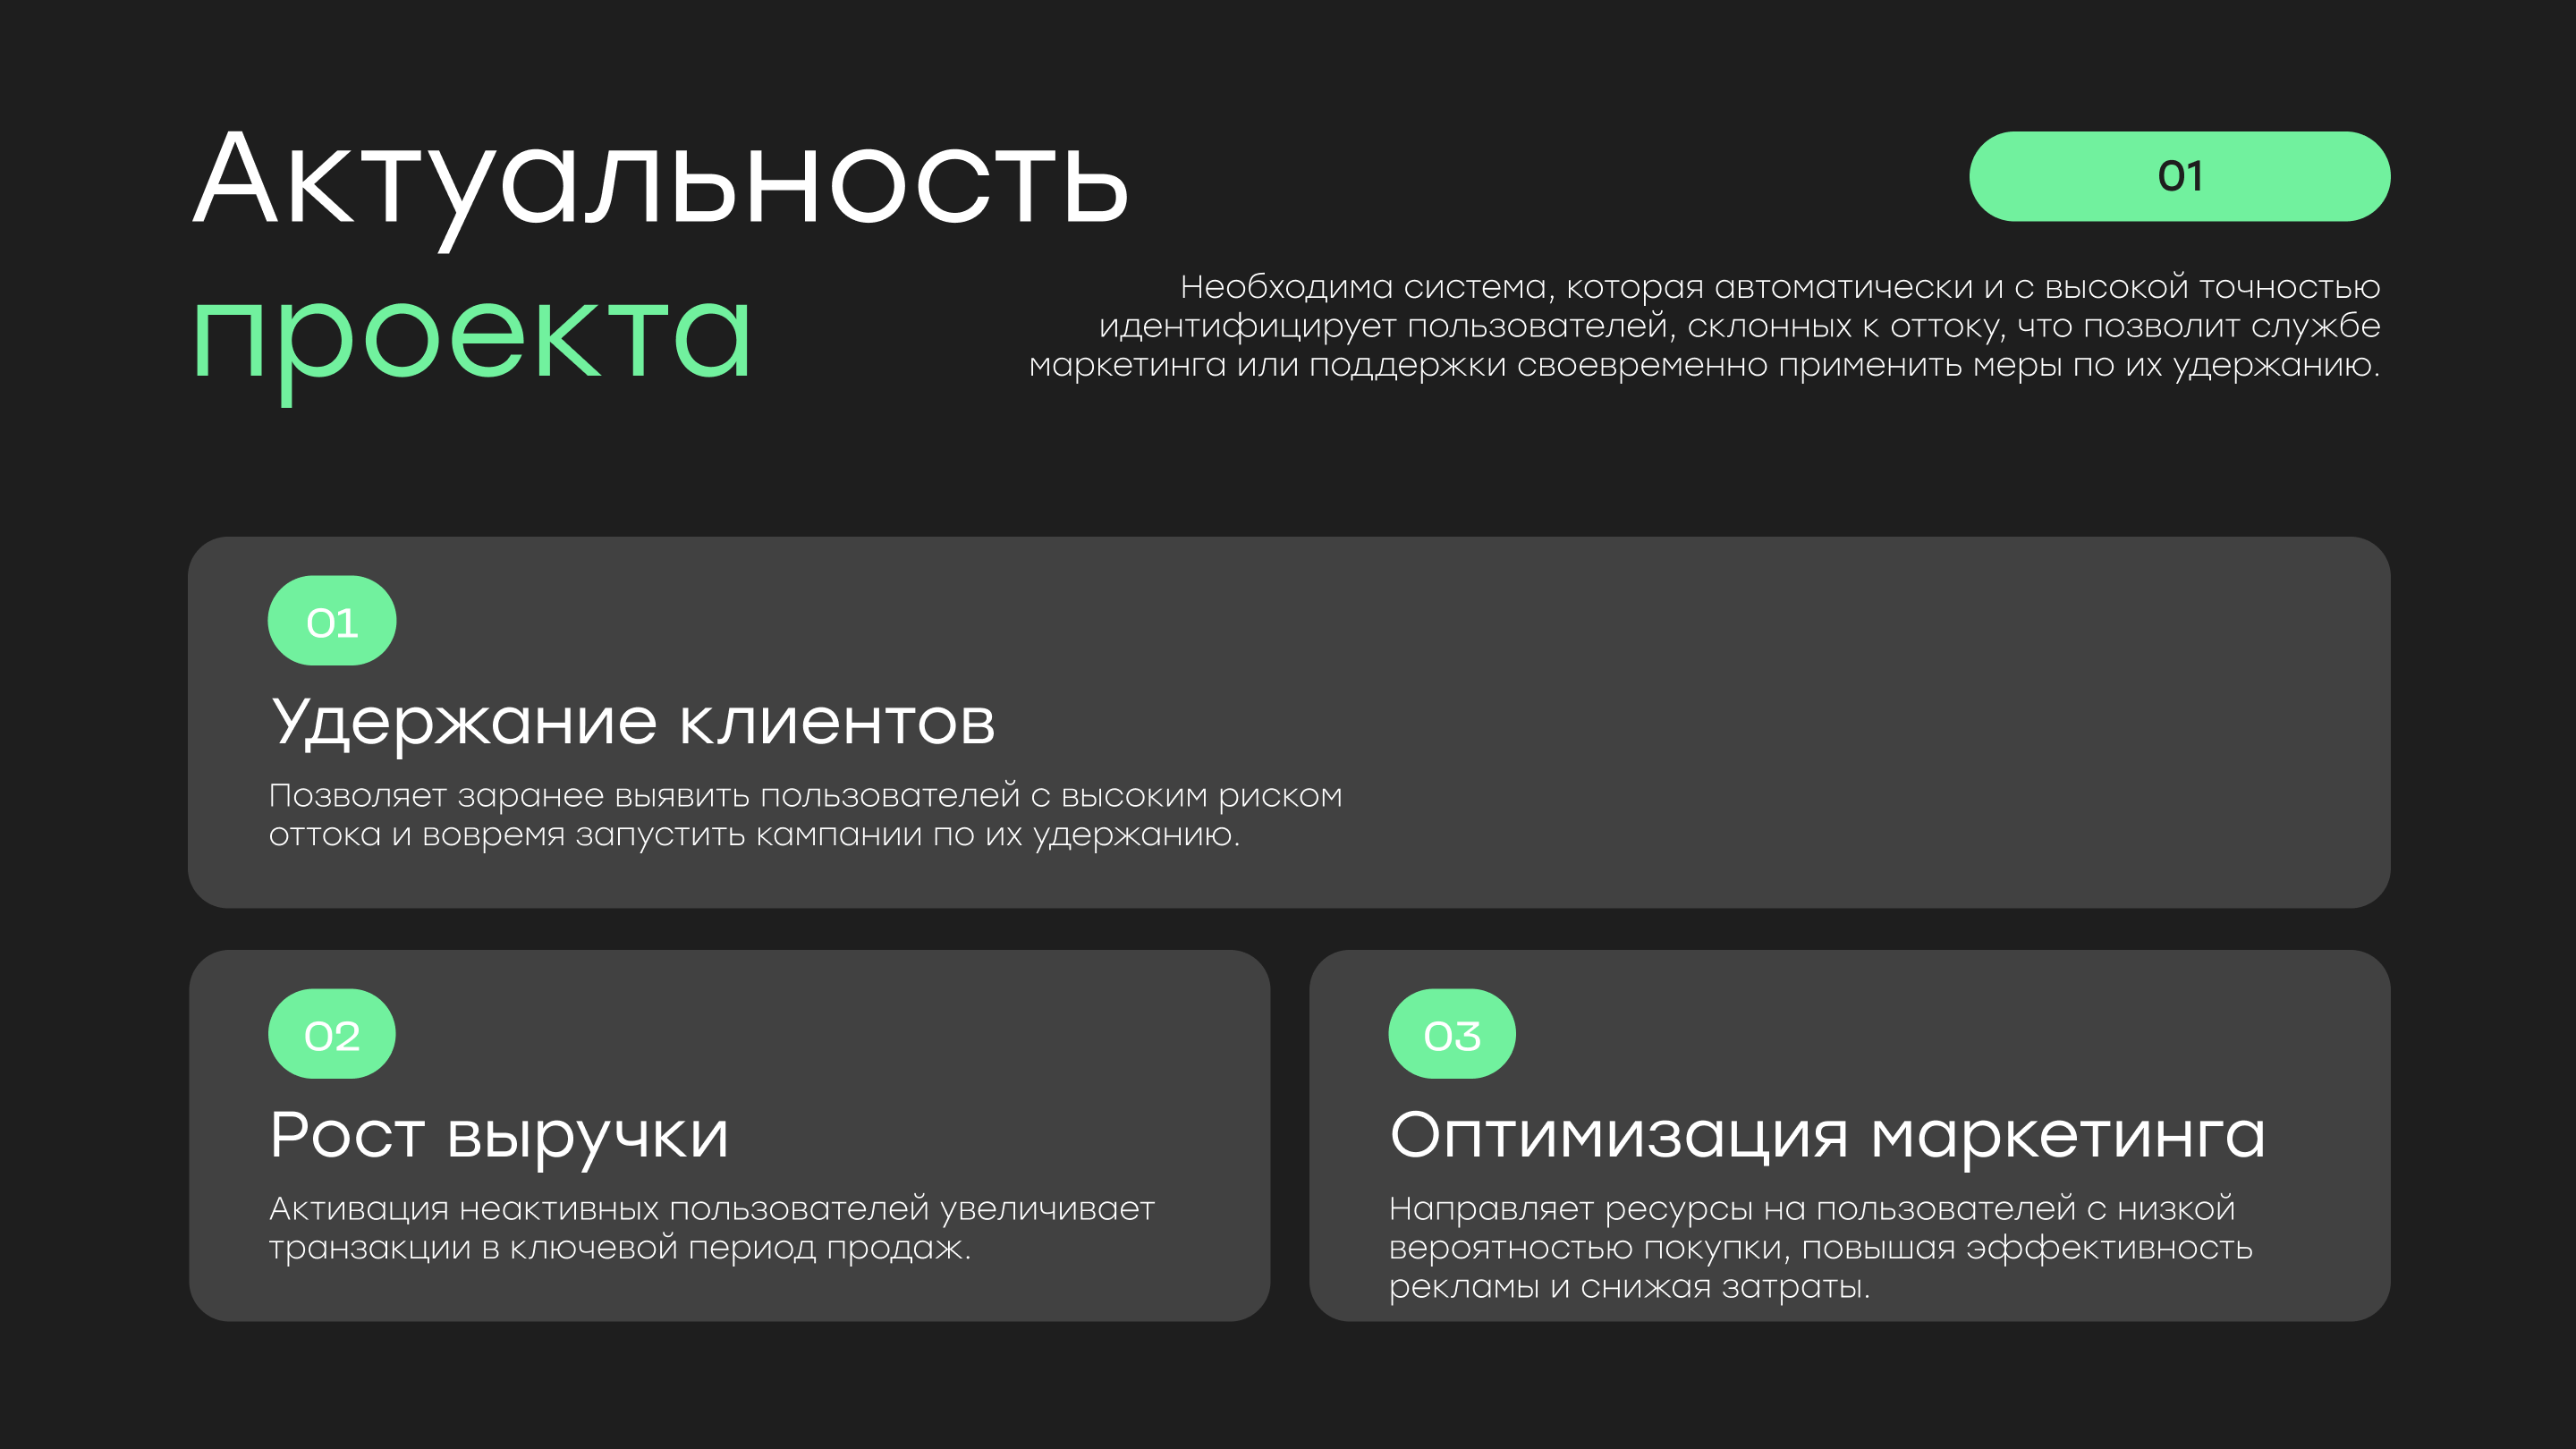 Актуальность
проекта
01
Необходима система, которая автоматически и с высокой точностью
идентифицирует пользователей, склонных к оттоку, что позволит службе
маркетинга или поддержки своевременно применить меры по их удержанию.
01
Удержание клиентов
Позволяет заранее выявить пользователей с высоким риском
оттока и вовремя запустить кампании по их удержанию.
02
Рост выручки
Активация неактивных пользователей увеличивает
транзакции в ключевой период продаж.
03
Оптимизация маркетинга
Направляет ресурсы на пользователей с низкой
вероятностью покупки, повышая эффективность
рекламы и снижая затраты.